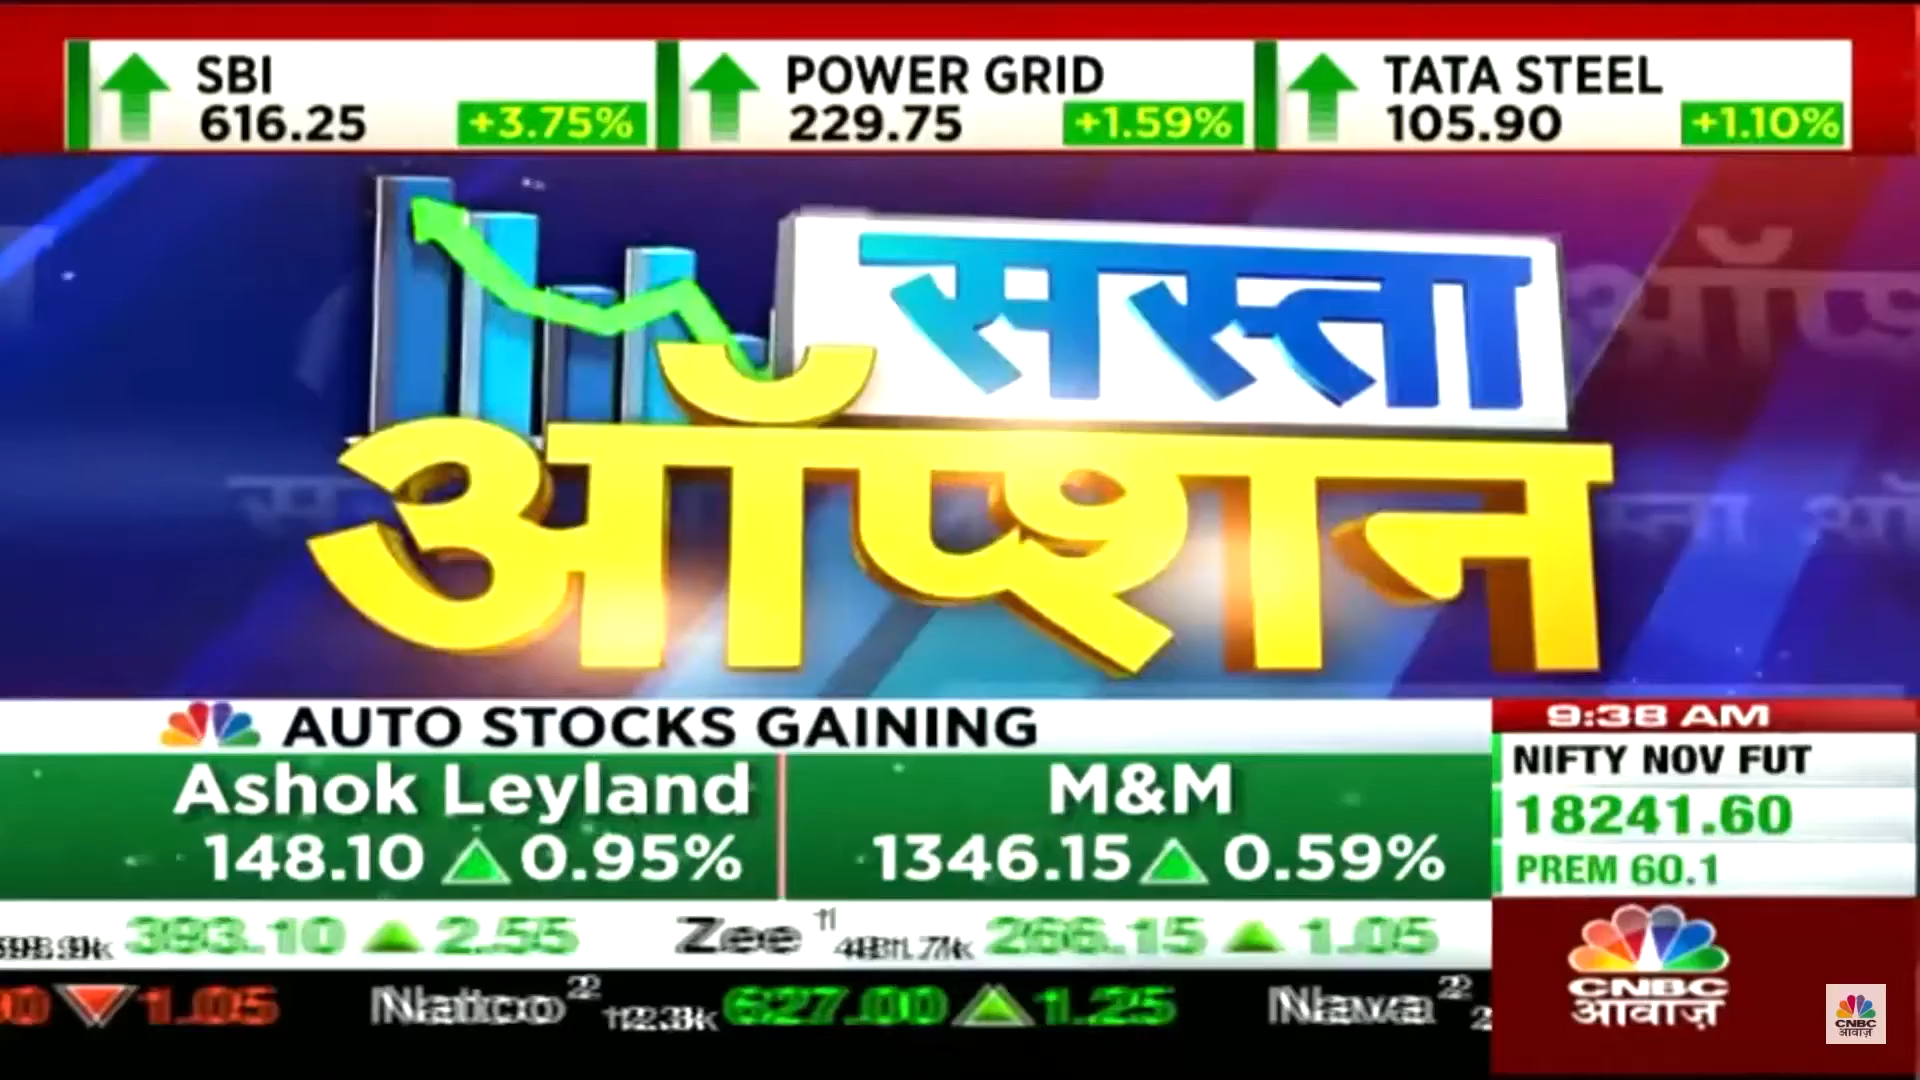 SBI
616.25 +3.75%
POWER GRID
229.75 +1.59%
TATA STEEL
105.90 +1.10%
सस्ता
ऑप्शन
AUTO STOCKS GAINING
Ashok Leyland
148.10 0.95%
M&M
1346.15 0.59%
9:38 AM
NIFTY NOV FUT
18241.60
PREM 60.1
393.10 2.55 Zee 266.15 1.05
1.05 Natco 627.00 1.25 Nava
CNBC
आवाज़
CNBC
आवाज़